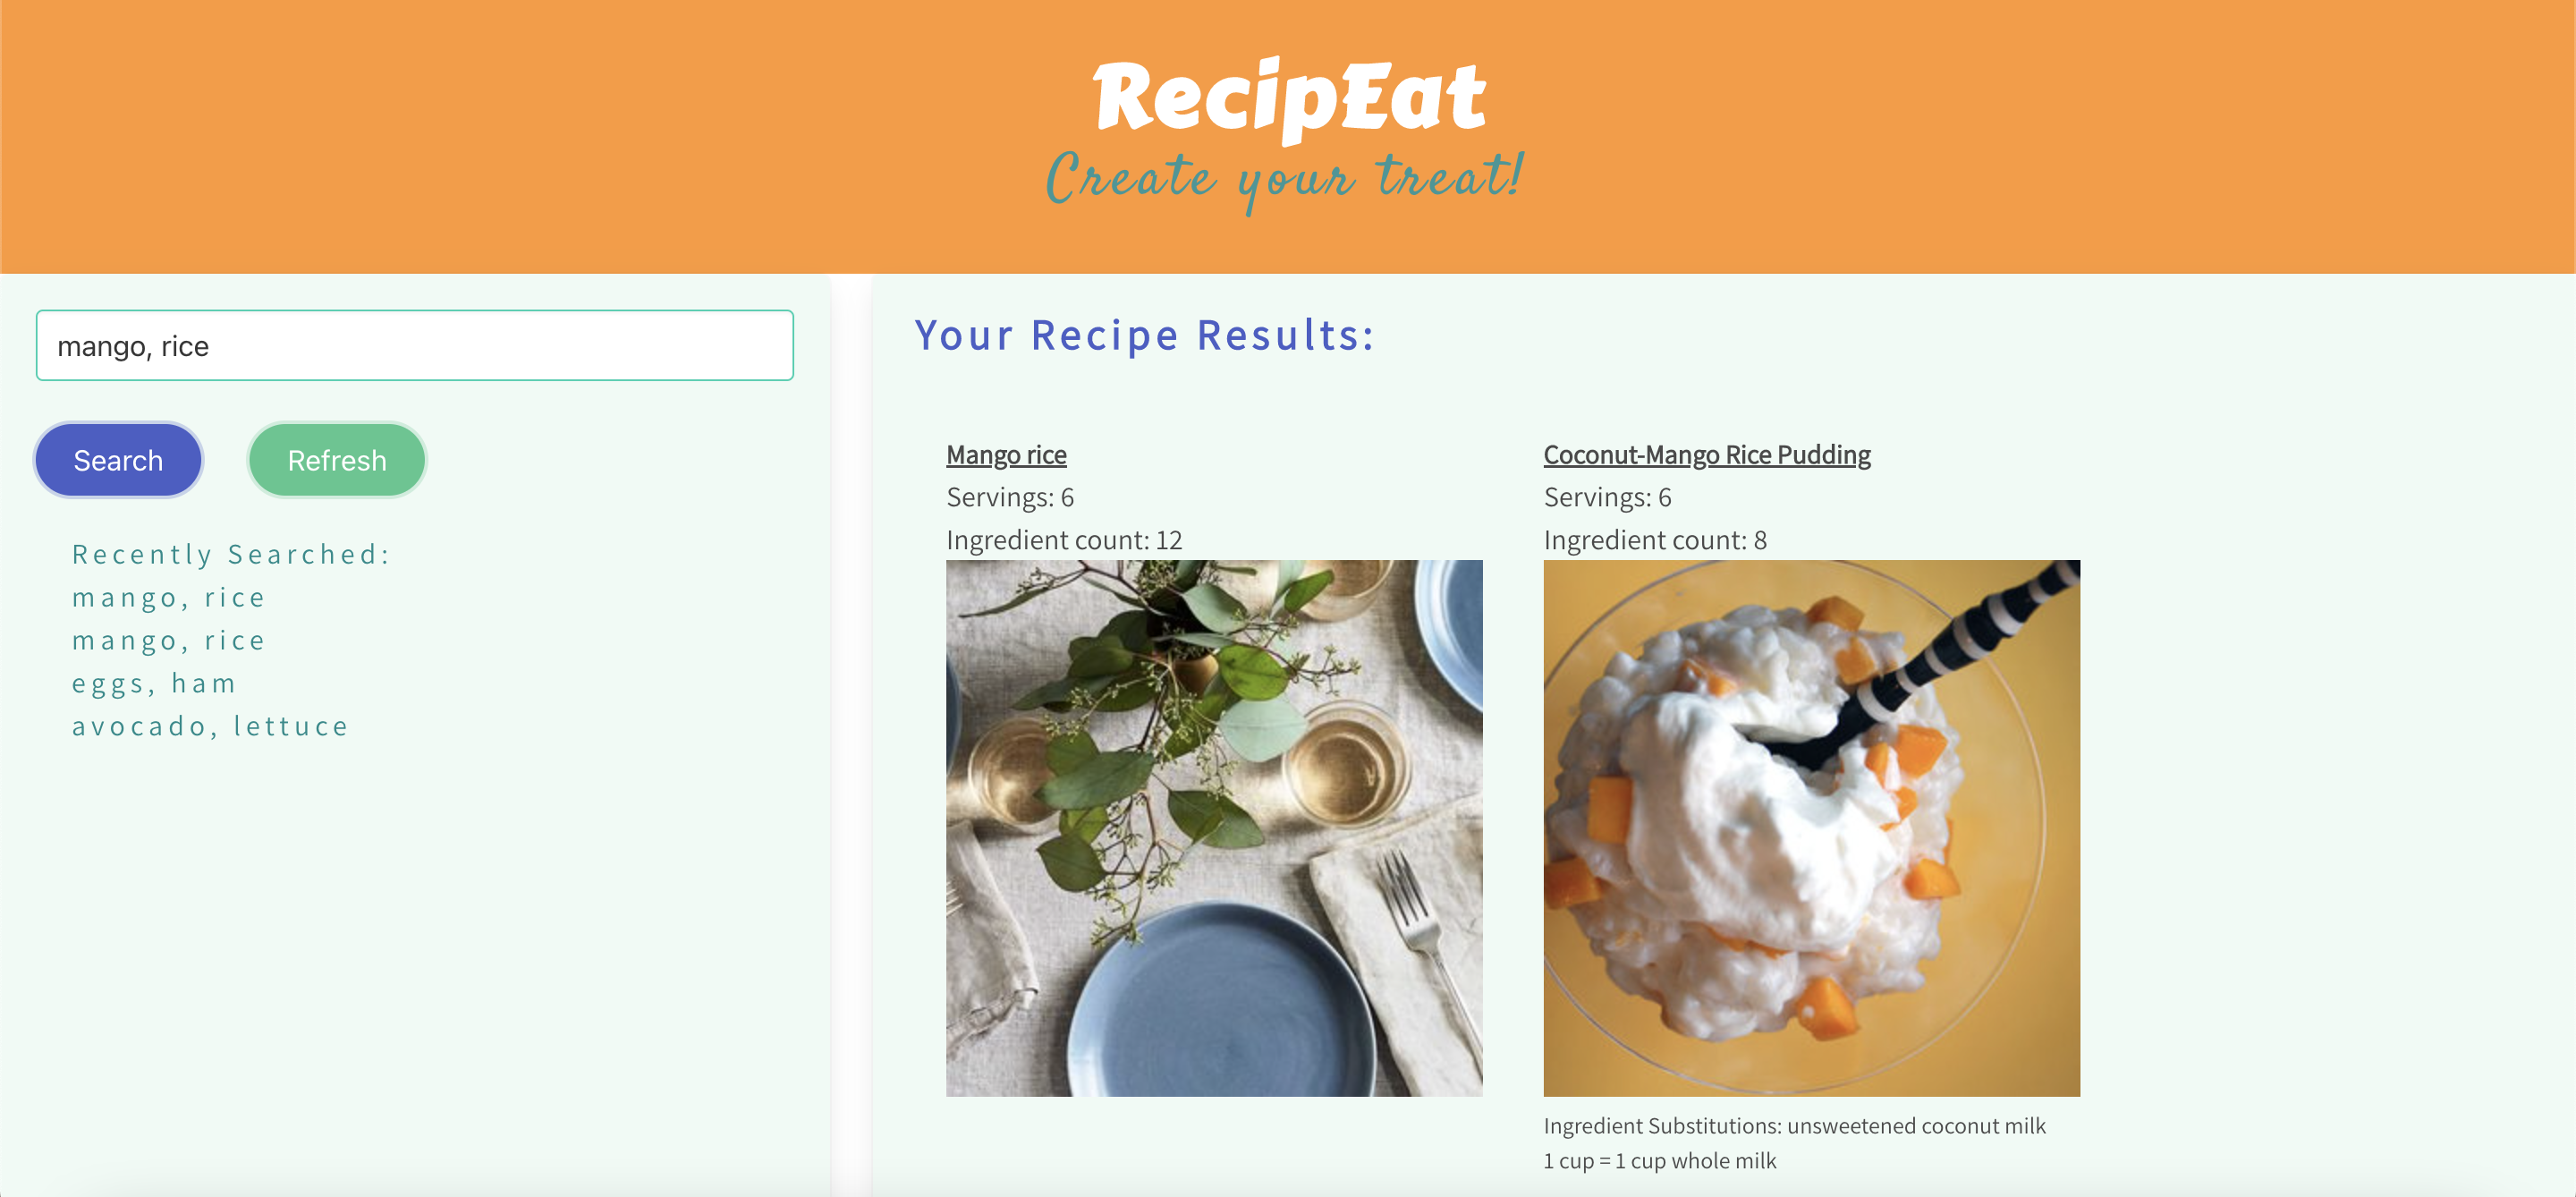 RecipEat
Create your treat!
mango, rice
Search
Refresh
Recently Searched:
mango, rice
mango, rice
eggs, ham
avocado, lettuce
Your Recipe Results:
Mango rice
Servings: 6
Ingredient count: 12
Coconut-Mango Rice Pudding
Servings: 6
Ingredient count: 8
Ingredient Substitutions: unsweetened coconut milk
1 cup = 1 cup whole milk